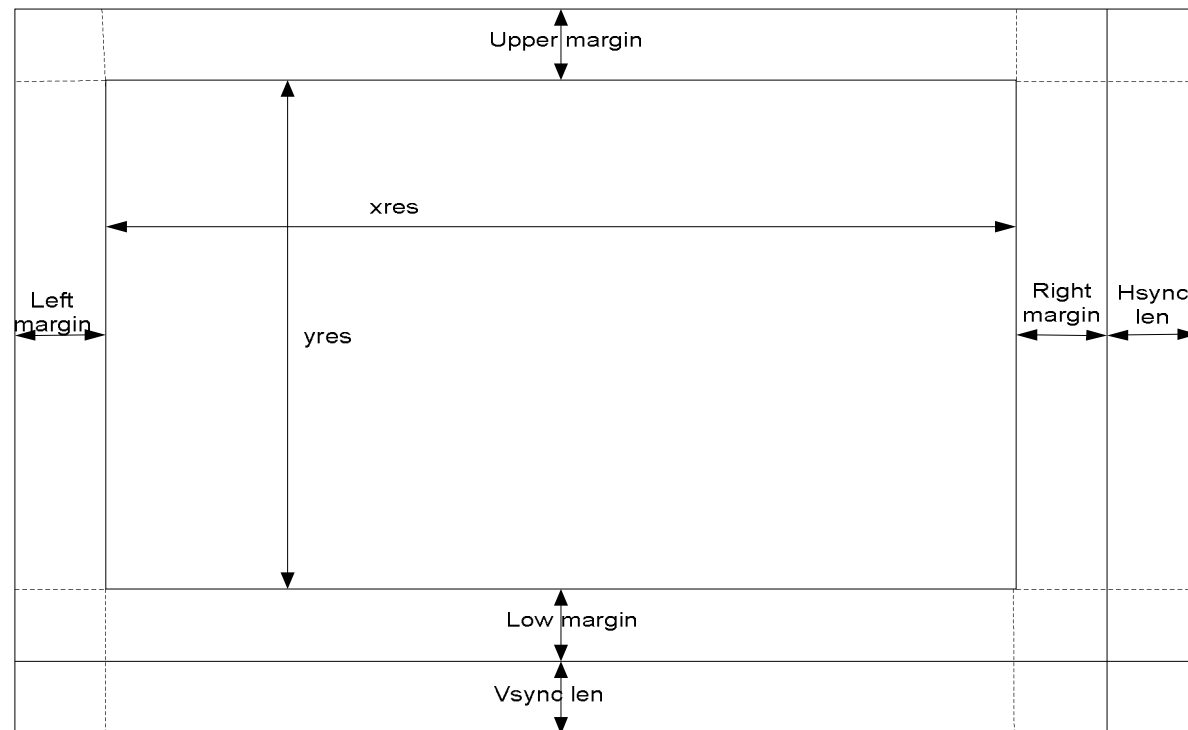 Upper margin
xres
Left
margin
yres
Right
margin
Hsync
len
Low margin
Vsync len